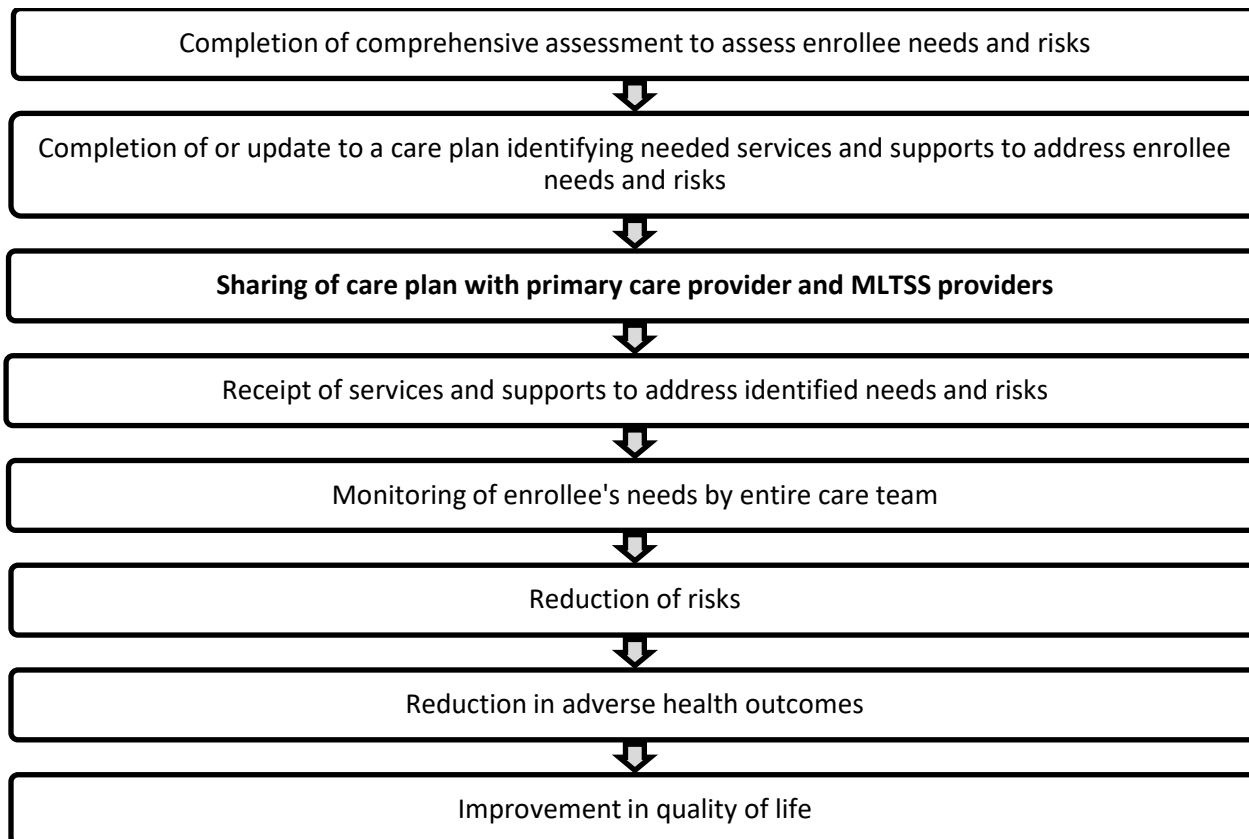 Completion of comprehensive assessment to assess enrollee needs and risks
Completion of or update to a care plan identifying needed services and supports to address enrollee
needs and risks
Sharing of care plan with primary care provider and MLTSS providers
Receipt of services and supports to address identified needs and risks
Monitoring of enrollee's needs by entire care team
Reduction of risks
Reduction in adverse health outcomes
Improvement in quality of life